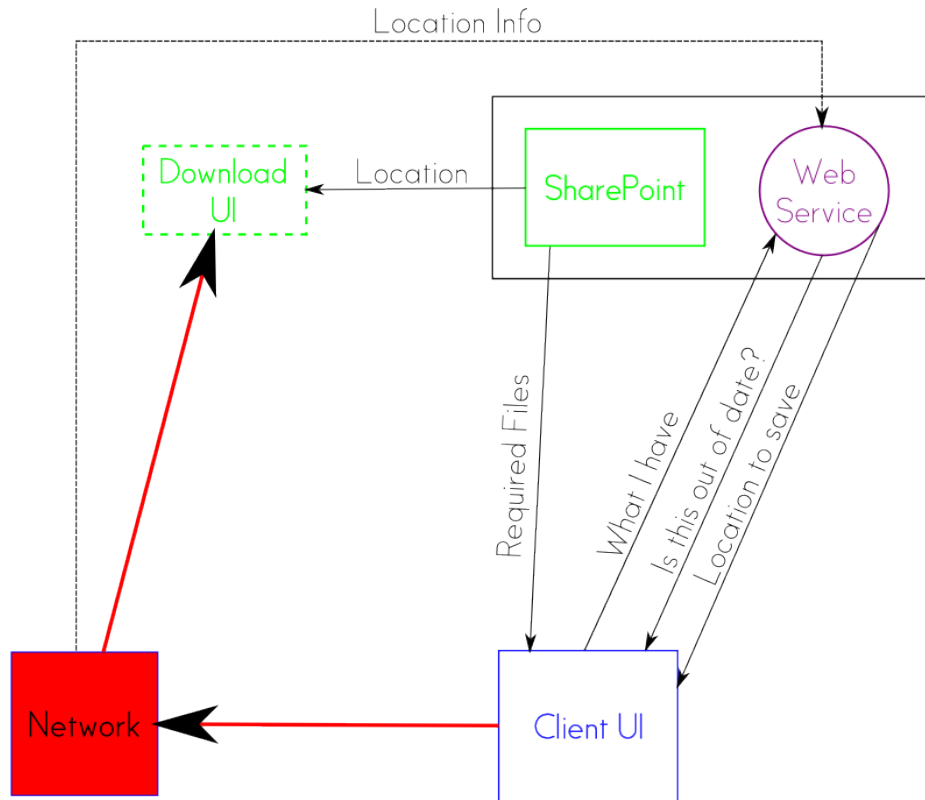 Location Info
Download
UI
Location
SharePoint
Web
Service
Required Files
What I have
Is this out of date?
Location to save
Network
Client UI